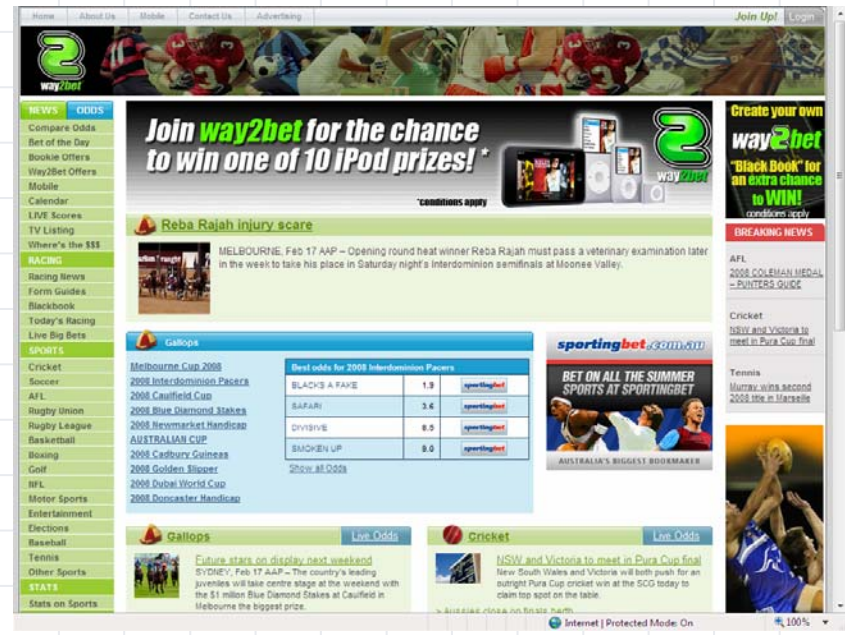 Home About Us Mobile Contact Us Advertising Join Up! Login
2
way2bet
NEWS ODDS
Compare Odds
Bet of the Day
Bookie Offers
Way2Bet Offers
Mobile
Calendar
LIVE Scores
TV Listing
Where's the $$$
RACING
Racing News
Form Guides
Blackbook
Today's Racing
Live Big Bets
SPORTS
Cricket
Soccer
AFL
Rugby Union
Rugby League
Basketball
Boxing
Golf
NFL
Motor Sports
Entertainment
Elections
Baseball
Tennis
Other Sports
STATS
Stats on Sports
Join way2bet for the chance
to win one of 10 iPod prizes! *
*conditions apply
2
way2bet
Reba Rajah injury scare
MELBOURNE, Feb 17 AAP – Opening round heat winner Reba Rajah must pass a veterinary examination later
in the week to take his place in Saturday night's Interdominion semifinals at Moonee Valley.
Gallops
Melbourne Cup 2008
2008 Interdominion Pacers
2008 Caulfield Cup
2008 Blue Diamond Stakes
2008 Newmarket Handicap
AUSTRALIAN CUP
2008 Cadbury Guineas
2008 Golden Slipper
2008 Dubai World Cup
2008 Doncaster Handicap
Best odds for 2008 Interdominion Pacers
BLACKS A FAKE 1.9 sportingbet
SAFARI 3.6 sportingbet
DIVISIVE 8.5 sportingbet
SMOKEN UP 9.0 sportingbet
Show all Odds
sportingbet.com.au
BET ON ALL THE SUMMER
SPORTS AT SPORTINGBET
AUSTRALIA'S BIGGEST BOOKMAKER
Gallops Live Odds
Future stars on display next weekend
SYDNEY, Feb 17 AAP – The country's leading
juveniles will take centre stage at the weekend with
the $1 million Blue Diamond Stakes at Caulfield in
Melbourne the biggest prize.
Cricket Live Odds
NSW and Victoria to meet in Pura Cup final
New South Wales and Victoria will both push for an
outright Pura Cup cricket win at the SCG today to
claim top spot on the table.
> Aussies close on finals berth
Create your own
way2bet
"Black Book" for
an extra chance
to WIN!
conditions apply
BREAKING NEWS
AFL
2008 COLEMAN MEDAL
– PUNTERS GUIDE
Cricket
NSW and Victoria to
meet in Pura Cup final
Tennis
Murray wins second
2008 title in Marseille
Internet | Protected Mode: On 100%